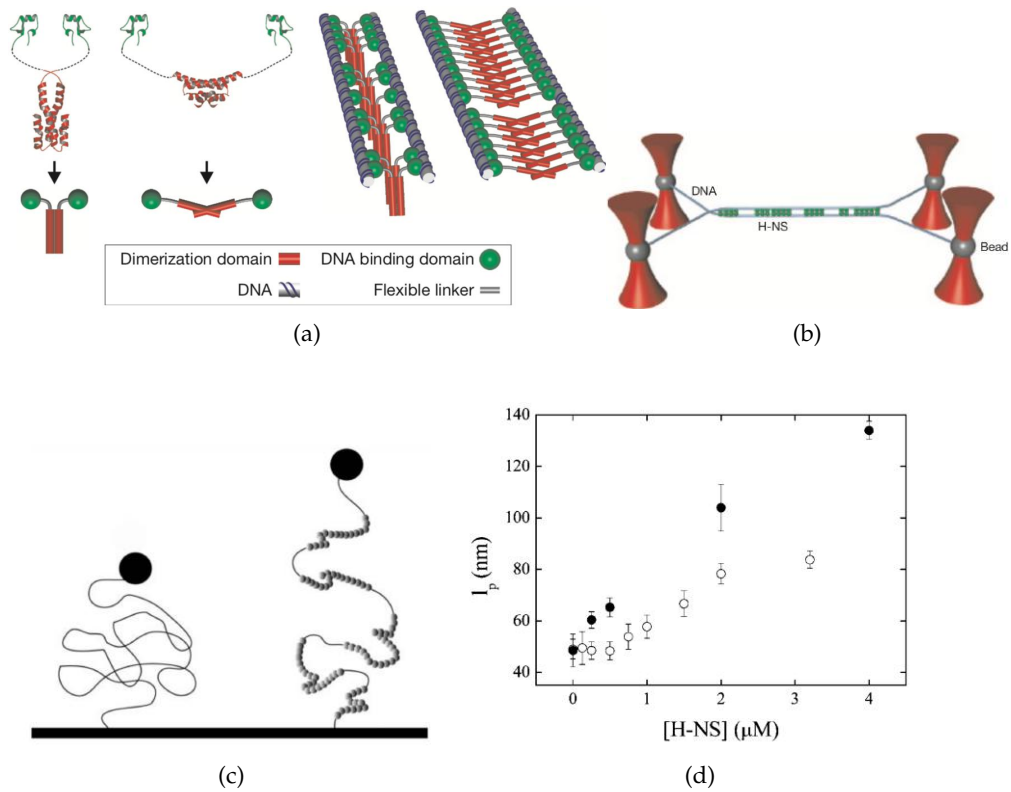 Dimerization domain
DNA binding domain
DNA
Flexible linker
(a)
DNA
H-NS
Bead
(b)
(c)
140
120
100
80
60
40
l_p (nm)
0
1
2
3
4
[H-NS] (μM)
(d)